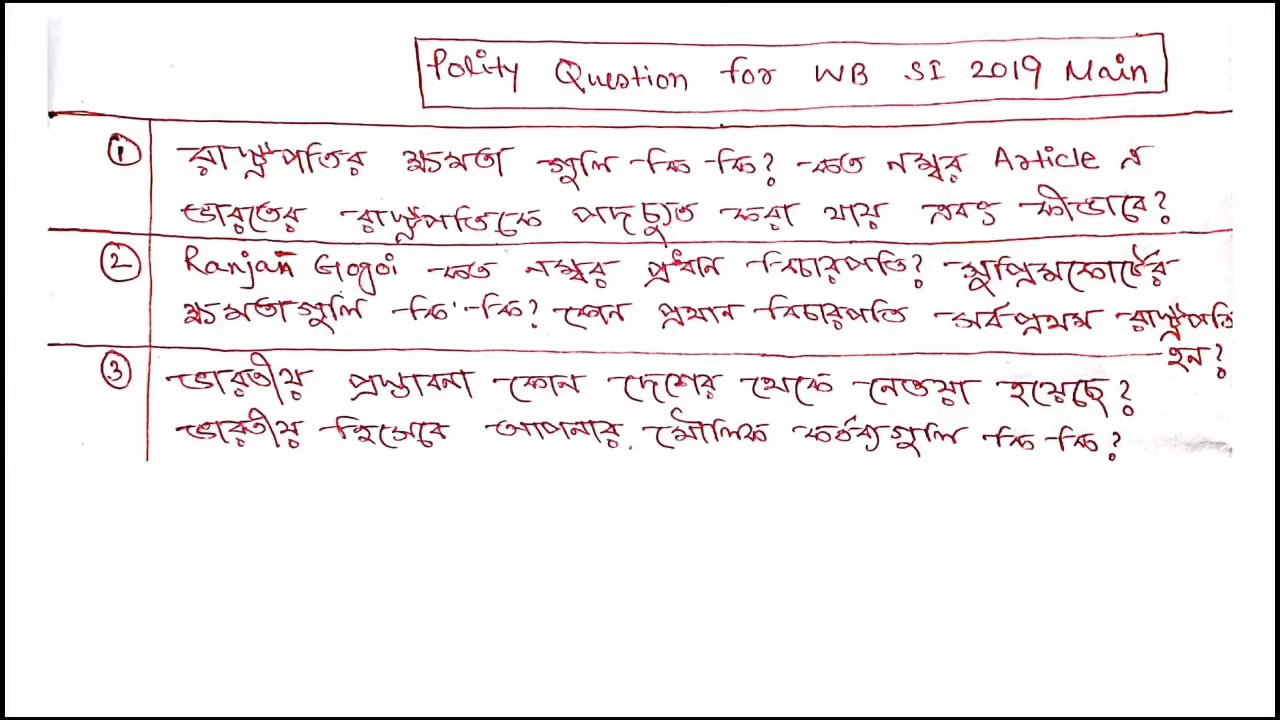 Polity Question for WB SI 2019 Main
① রাষ্ট্রপতির ক্ষমতা গুলি কি কি? কত নম্বর Article এ
ভারতের রাষ্ট্রপতিকে পদচ্যুত করা যায় এবং কীভাবে?
② Ranjan Gogoi কত নম্বর প্রধান বিচারপতি? সুপ্রিমকোর্টের
ক্ষমতাগুলি কি কি? কোন প্রধান বিচারপতি সর্বপ্রথম রাষ্ট্রপতি
হন?
③ ভারতীয় প্রস্তাবনা কোন দেশের থেকে নেওয়া হয়েছে?
ভারতীয় হিসেবে আপনার মৌলিক কর্তব্যগুলি কি কি?